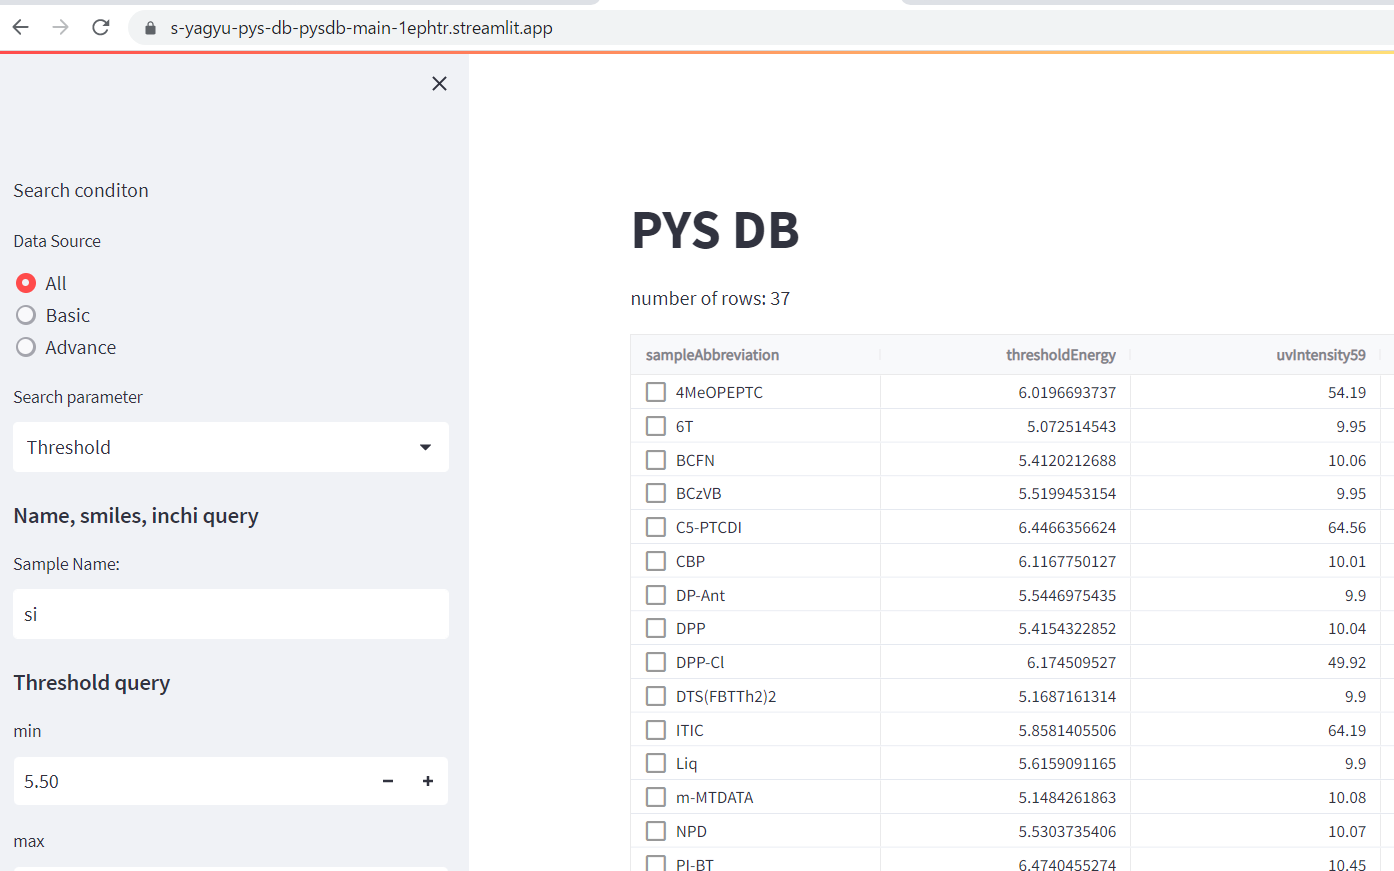 s-yagyu-pys-db-pysdb-main-1ephtr.streamlit.app
Search conditon
Data Source
All
Basic
Advance
Search parameter
Threshold
Name, smiles, inchi query
Sample Name:
si
Threshold query
min
5.50 - +
max
PYS DB
number of rows: 37
sampleAbbreviation thresholdEnergy uvIntensity59
4MeOPEPTC 6.0196693737 54.19
6T 5.072514543 9.95
BCFN 5.4120212688 10.06
BCzVB 5.5199453154 9.95
C5-PTCDI 6.4466356624 64.56
CBP 6.1167750127 10.01
DP-Ant 5.5446975435 9.9
DPP 5.4154322852 10.04
DPP-Cl 6.174509527 49.92
DTS(FBTTh2)2 5.1687161314 9.9
ITIC 5.8581405506 64.19
Liq 5.6159091165 9.9
m-MTDATA 5.1484261863 10.08
NPD 5.5303735406 10.07
PI-BT 6.4740455274 10.45